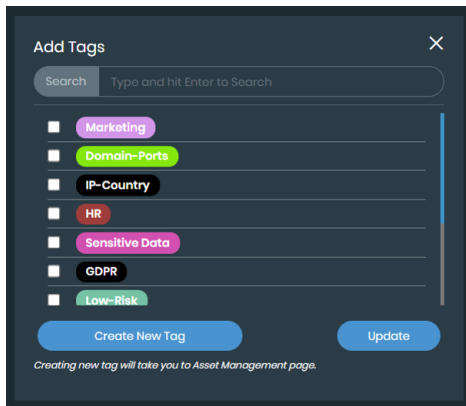 Add Tags
Search Type and hit Enter to Search
Marketing
Domain-Ports
IP-Country
HR
Sensitive Data
GDPR
Low-Risk
Create New Tag Update
Creating new tag will take you to Asset Management page.